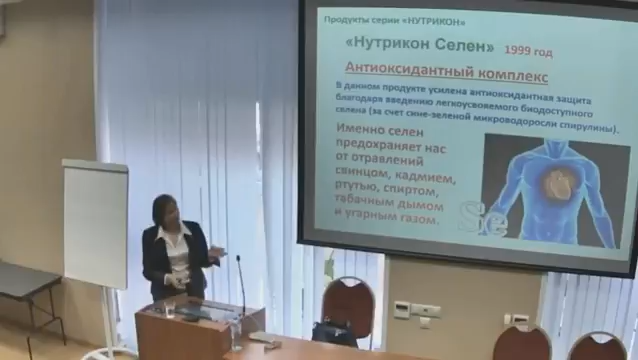 Продукты серии «НУТРИКОН»
«Нутрикон Селен» 1999 год
Антиоксидантный комплекс
В данном продукте усилена антиоксидантная защита
благодаря введению легкоусвояемого биодоступного
селена (за счет сине-зеленой микроводоросли спирулины).
Именно селен
предохраняет нас
от отравлений
свинцом, кадмием,
ртутью, спиртом,
табачным дымом
и угарным газом.
Se